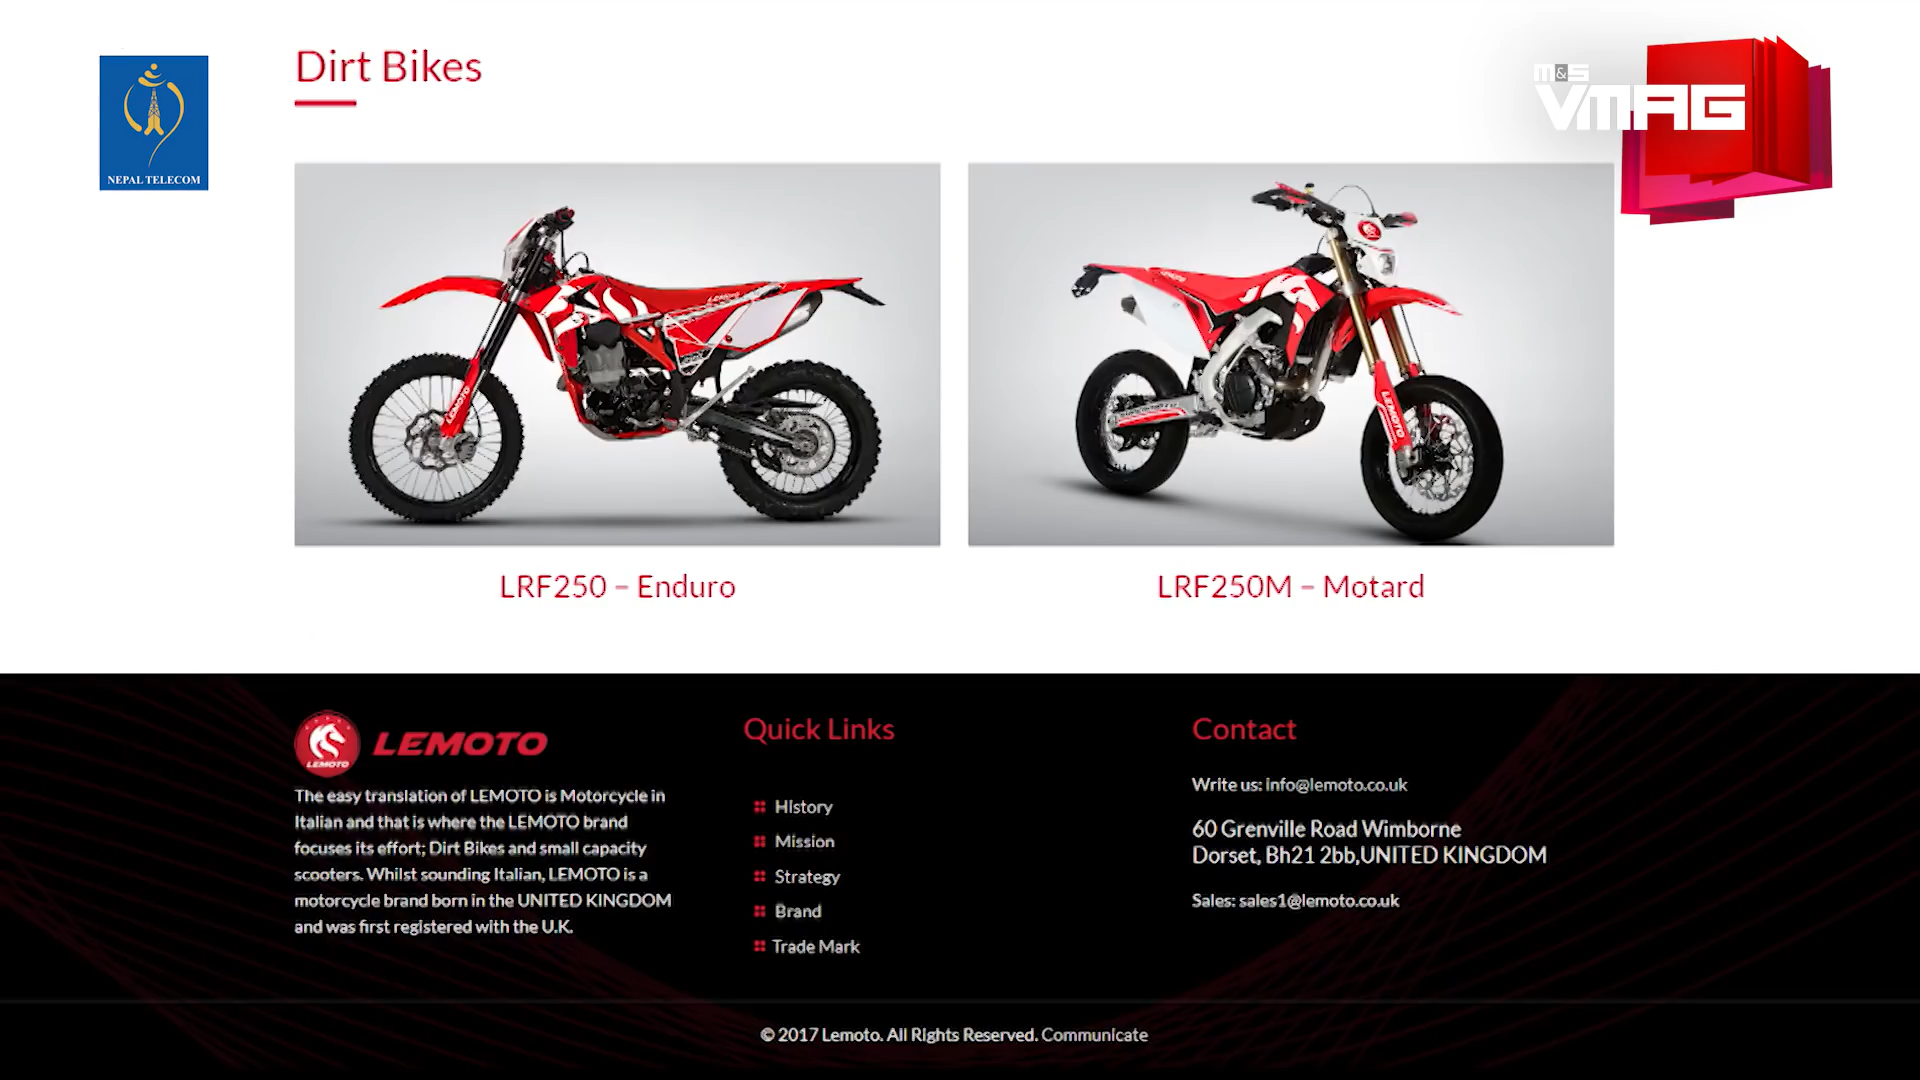 Dirt Bikes
NEPAL TELECOM
M&S
VMAG
LEMOTO
LEMOTO
LEMOTO
LRF250 – Enduro
LRF250M – Motard
LEMOTO
LEMOTO
The easy translation of LEMOTO is Motorcycle in
Italian and that is where the LEMOTO brand
focuses its effort; Dirt Bikes and small capacity
scooters. Whilst sounding Italian, LEMOTO is a
motorcycle brand born in the UNITED KINGDOM
and was first registered with the U.K.
Quick Links
History
Mission
Strategy
Brand
Trade Mark
Contact
Write us: info@lemoto.co.uk
60 Grenville Road Wimborne
Dorset, Bh21 2bb,UNITED KINGDOM
Sales: sales1@lemoto.co.uk
© 2017 Lemoto. All Rights Reserved. Communicate